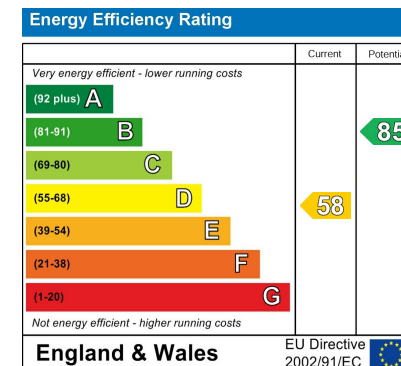 Energy Efficiency Rating
Current Potentia
Very energy efficient - lower running costs
(92 plus) A
(81-91) B 85
(69-80) C
(55-68) D 58
(39-54) E
(21-38) F
(1-20) G
Not energy efficient - higher running costs
England & Wales
EU Directive
2002/91/EC